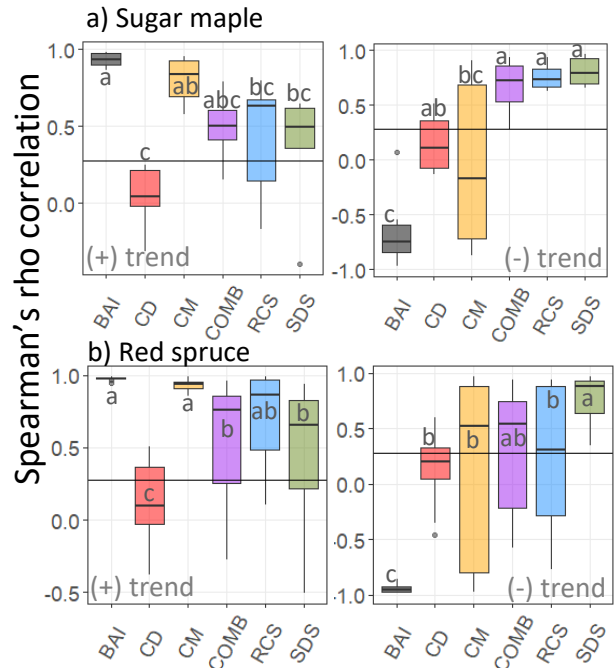 a) Sugar maple
Spearman's rho correlation
1.0
0.5
0.0
a
c
ab
abc
bc
bc
(+) trend
BAI
CD
CM
COMB
RCS
SDS
1.0
0.5
0.0
-0.5
-1.0
c
ab
bc
a
a
a
(-) trend
BAI
CD
CM
COMB
RCS
SDS
b) Red spruce
1.0
0.5
0.0
-0.5
a
c
a
b
ab
b
(+) trend
BAI
CD
CM
COMB
RCS
SDS
1.0
0.5
0.0
-0.5
-1.0
c
b
b
ab
b
a
(-) trend
BAI
CD
CM
COMB
RCS
SDS